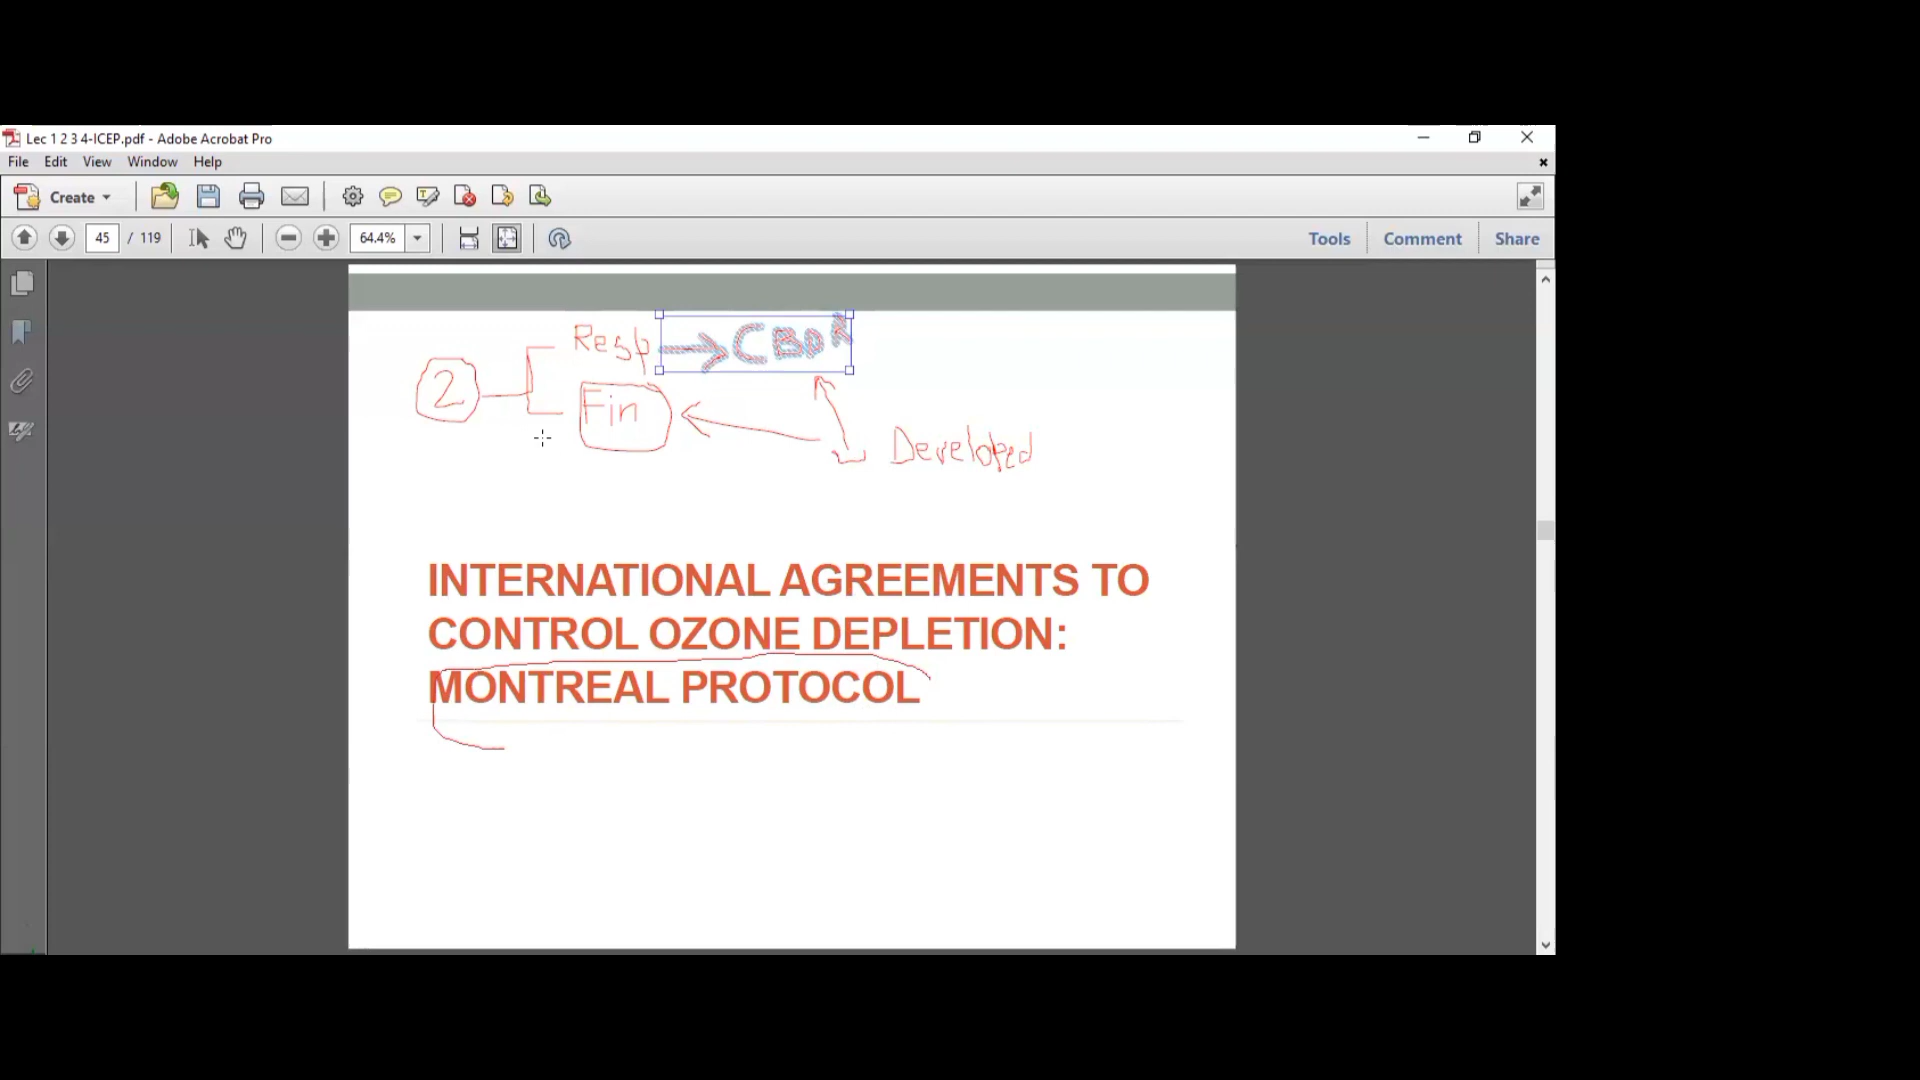 Lec 1 2 3 4-ICEP.pdf - Adobe Acrobat Pro
File Edit View Window Help
Create
45 / 119 64.4% Tools Comment Share
Resp → CBDR
2
Fin
Developed
INTERNATIONAL AGREEMENTS TO
CONTROL OZONE DEPLETION:
MONTREAL PROTOCOL